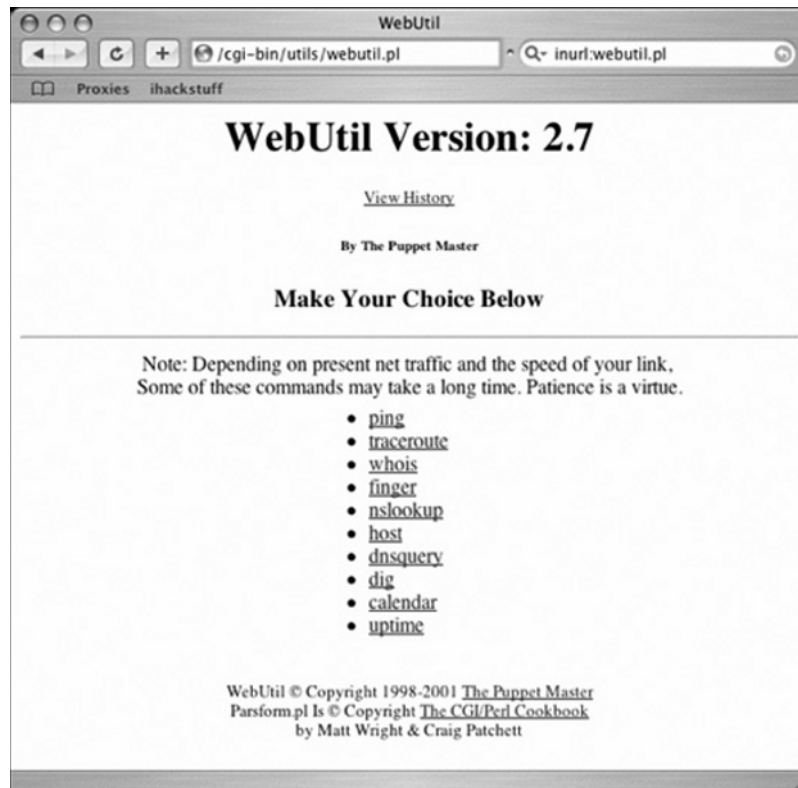 WebUtil
/cgi-bin/utils/webutil.pl
inurl:webutil.pl
Proxies ihackstuff
WebUtil Version: 2.7
View History
By The Puppet Master
Make Your Choice Below
Note: Depending on present net traffic and the speed of your link,
Some of these commands may take a long time. Patience is a virtue.
• ping
• traceroute
• whois
• finger
• nslookup
• host
• dnsquery
• dig
• calendar
• uptime
WebUtil © Copyright 1998-2001 The Puppet Master
Parsform.pl Is © Copyright The CGI/Perl Cookbook
by Matt Wright & Craig Patchett